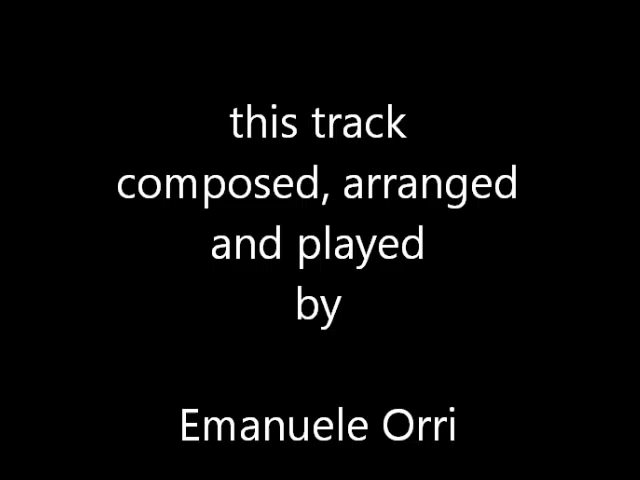 this track
composed, arranged
and played
by
Emanuele Orri